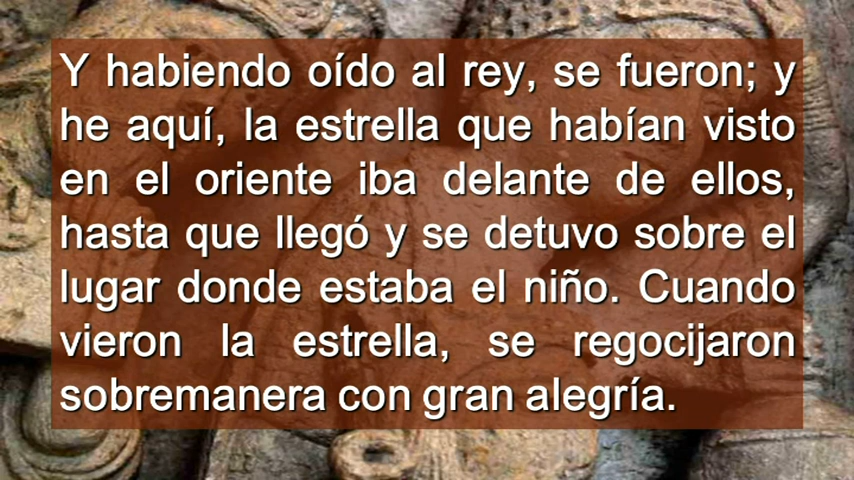 Y habiendo oído al rey, se fueron; y
he aquí, la estrella que habían visto
en el oriente iba delante de ellos,
hasta que llegó y se detuvo sobre el
lugar donde estaba el niño. Cuando
vieron la estrella, se regocijaron
sobremanera con gran alegría.